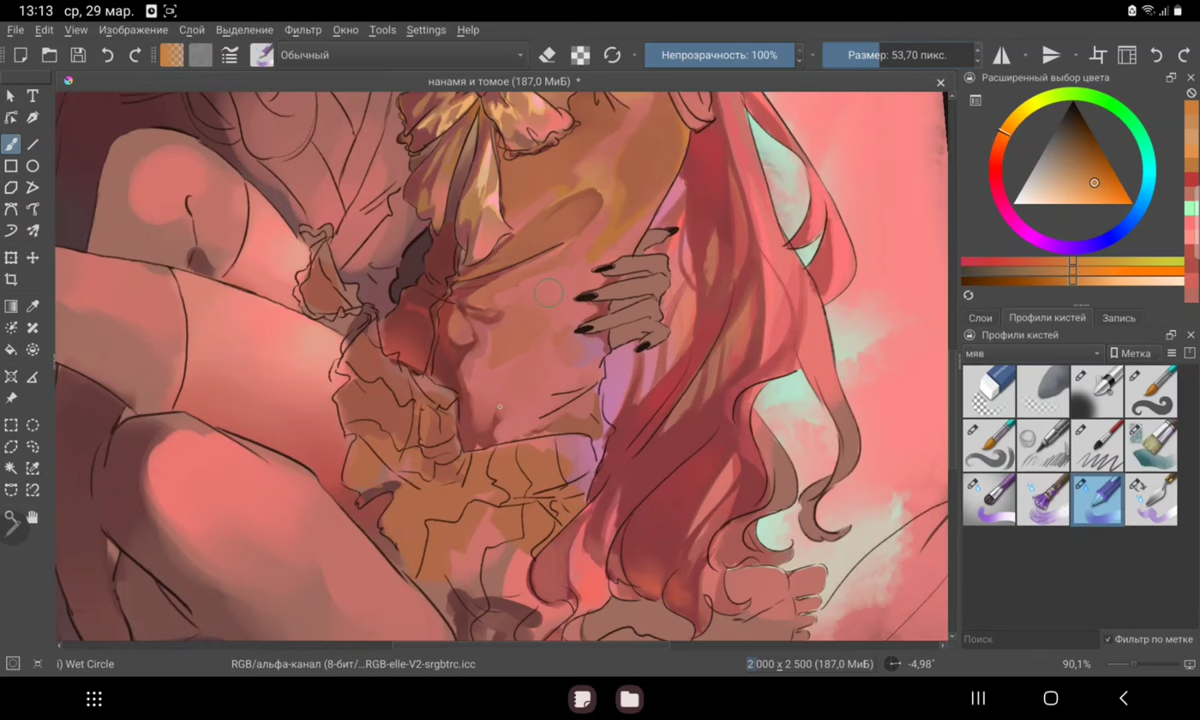 13:13 ср, 29 мар.
File Edit View Изображение Слой Выделение Фильтр Окно Tools Settings Help
Обычный Непрозрачность: 100% Размер: 53,70 пикс.
нанамя и томое (187,0 МиБ) *
Расширенный выбор цвета
Слои Профили кистей Запись
Профили кистей
мяв Метка
Поиск Фильтр по метке
i) Wet Circle RGB/альфа-канал (8-бит/...RGB-elle-V2-srgbtrc.icc 2 000 x 2 500 (187,0 МиБ) -4,98° 90,1%